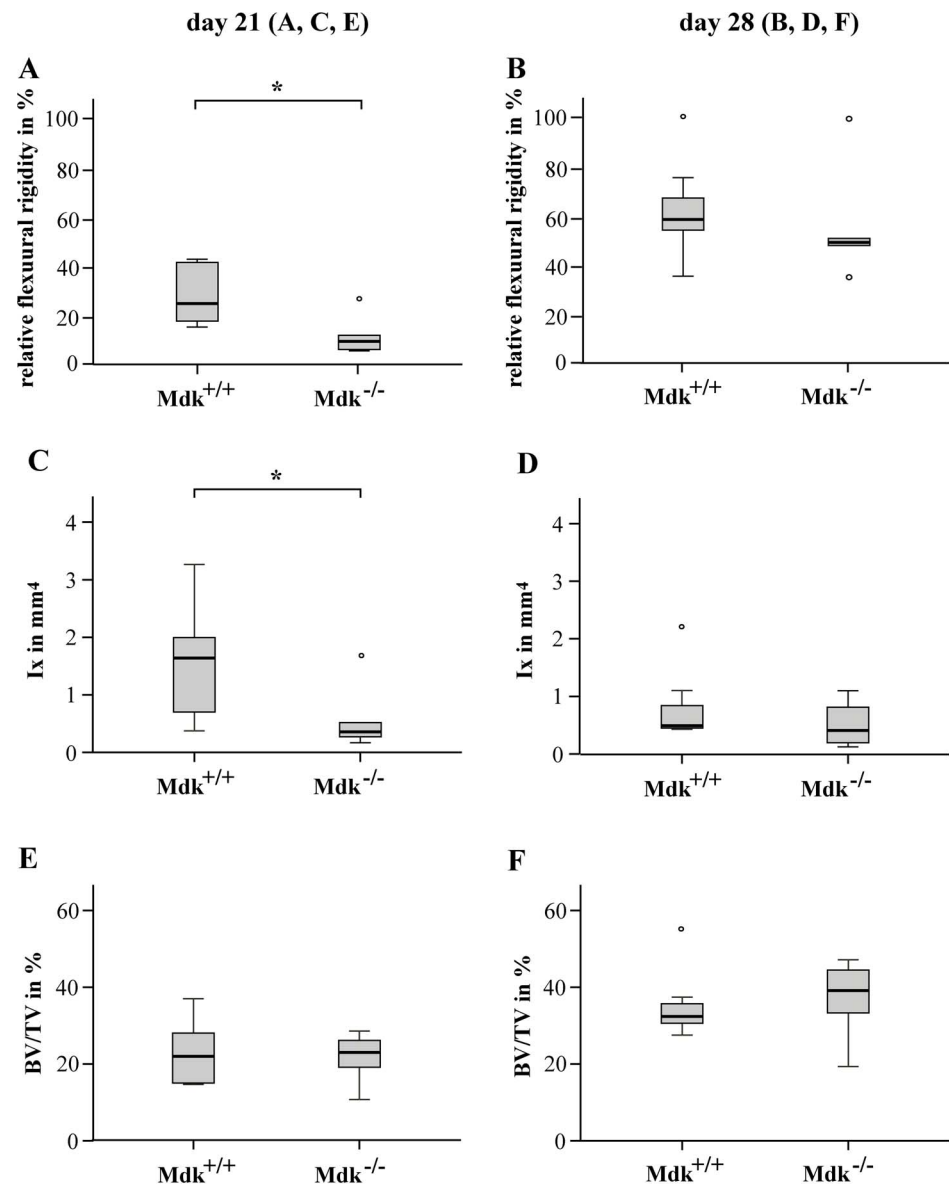 day 21 (A, C, E)
day 28 (B, D, F)
A
*
relative flexuural rigidity in %
100
80
60
40
20
0
Mdk+/+
Mdk-/-
B
relative flexuural rigidity in %
100
80
60
40
20
0
Mdk+/+
Mdk-/-
C
*
Ix in mm⁴
4
3
2
1
0
Mdk+/+
Mdk-/-
D
Ix in mm⁴
4
3
2
1
0
Mdk+/+
Mdk-/-
E
BV/TV in %
60
40
20
0
Mdk+/+
Mdk-/-
F
BV/TV in %
60
40
20
0
Mdk+/+
Mdk-/-